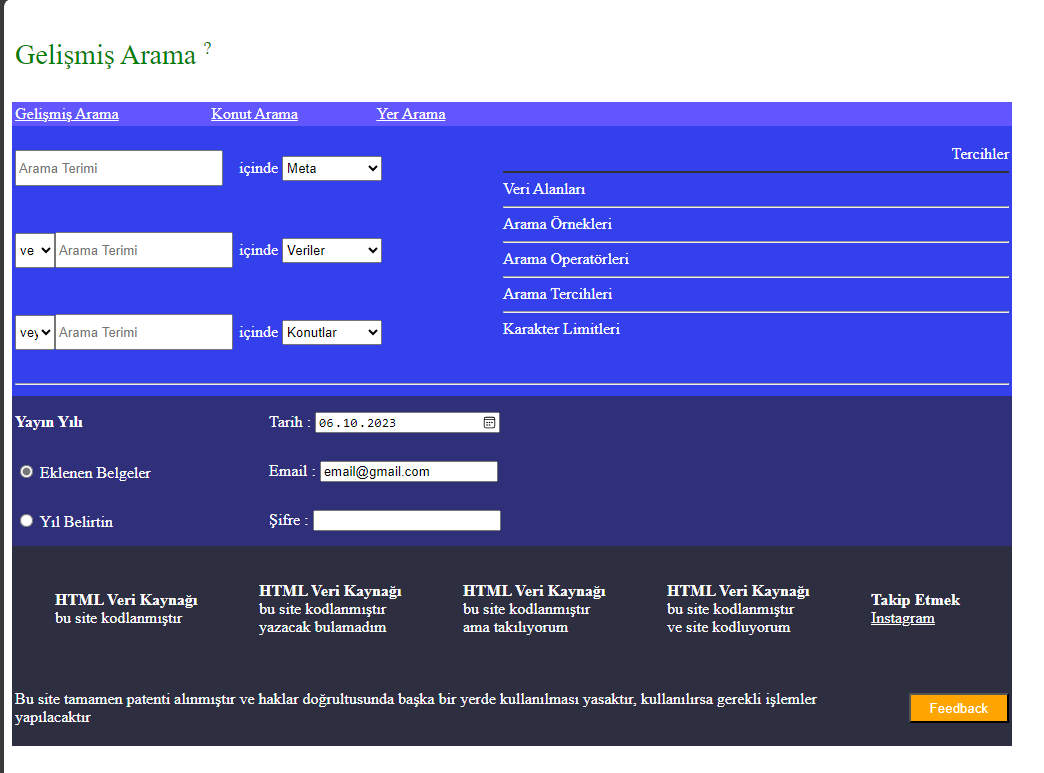 Gelişmiş Arama ?
Gelişmiş Arama Konut Arama Yer Arama
Arama Terimi içinde Meta
ve Arama Terimi içinde Veriler
vey Arama Terimi içinde Konutlar
Tercihler
Veri Alanları
Arama Örnekleri
Arama Operatörleri
Arama Tercihleri
Karakter Limitleri
Yayın Yılı Tarih : 06.10.2023
Eklenen Belgeler Email : email@gmail.com
Yıl Belirtin Şifre :
HTML Veri Kaynağı
bu site kodlanmıştır
HTML Veri Kaynağı
bu site kodlanmıştır
yazacak bulamadım
HTML Veri Kaynağı
bu site kodlanmıştır
ama takılıyorum
HTML Veri Kaynağı
bu site kodlanmıştır
ve site kodluyorum
Takip Etmek
Instagram
Bu site tamamen patenti alınmıştır ve haklar doğrultusunda başka bir yerde kullanılması yasaktır, kullanılırsa gerekli işlemler
yapılacaktır
Feedback